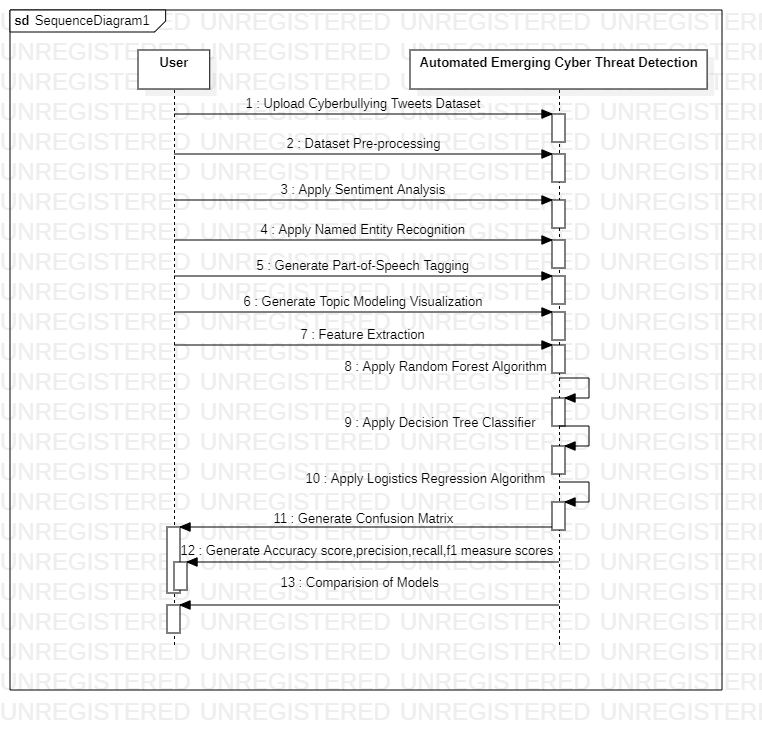 sd SequenceDiagram1
User
Automated Emerging Cyber Threat Detection
1 : Upload Cyberbullying Tweets Dataset
2 : Dataset Pre-processing
3 : Apply Sentiment Analysis
4 : Apply Named Entity Recognition
5 : Generate Part-of-Speech Tagging
6 : Generate Topic Modeling Visualization
7 : Feature Extraction
8 : Apply Random Forest Algorithm
9 : Apply Decision Tree Classifier
10 : Apply Logistics Regression Algorithm
11 : Generate Confusion Matrix
12 : Generate Accuracy score,precision,recall,f1 measure scores
13 : Comparision of Models
UNREGISTERED UNREGISTERED UNREGISTERED UNREGISTERI